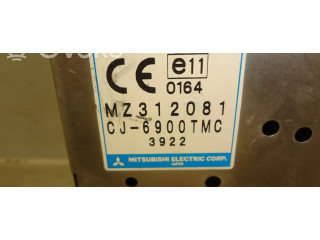 CE e11
0164
MZ312081
CJ-6900TMC
3922
MITSUBISHI ELECTRIC CORP.
JAPAN